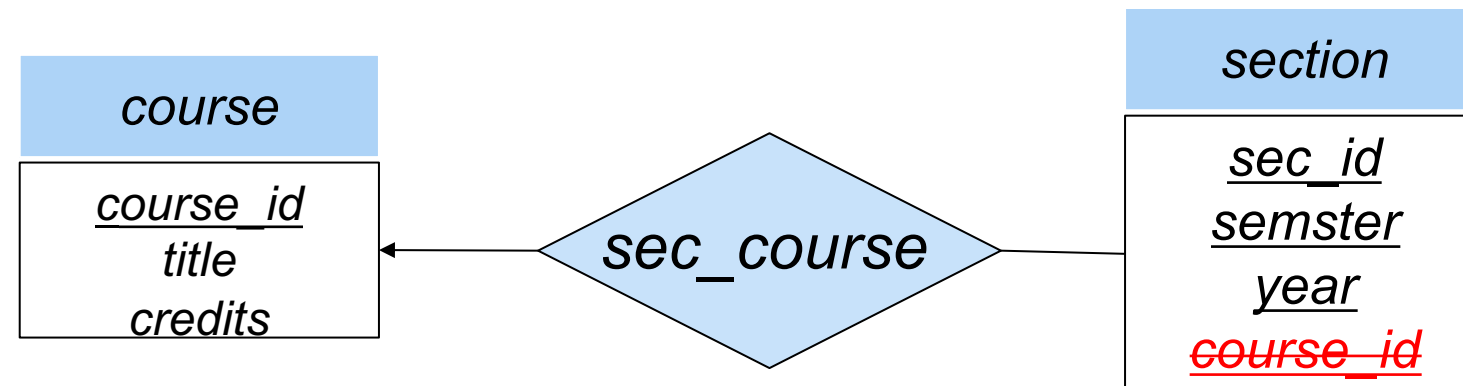 course
course_id
title
credits
sec_course
section
sec_id
semster
year
course_id